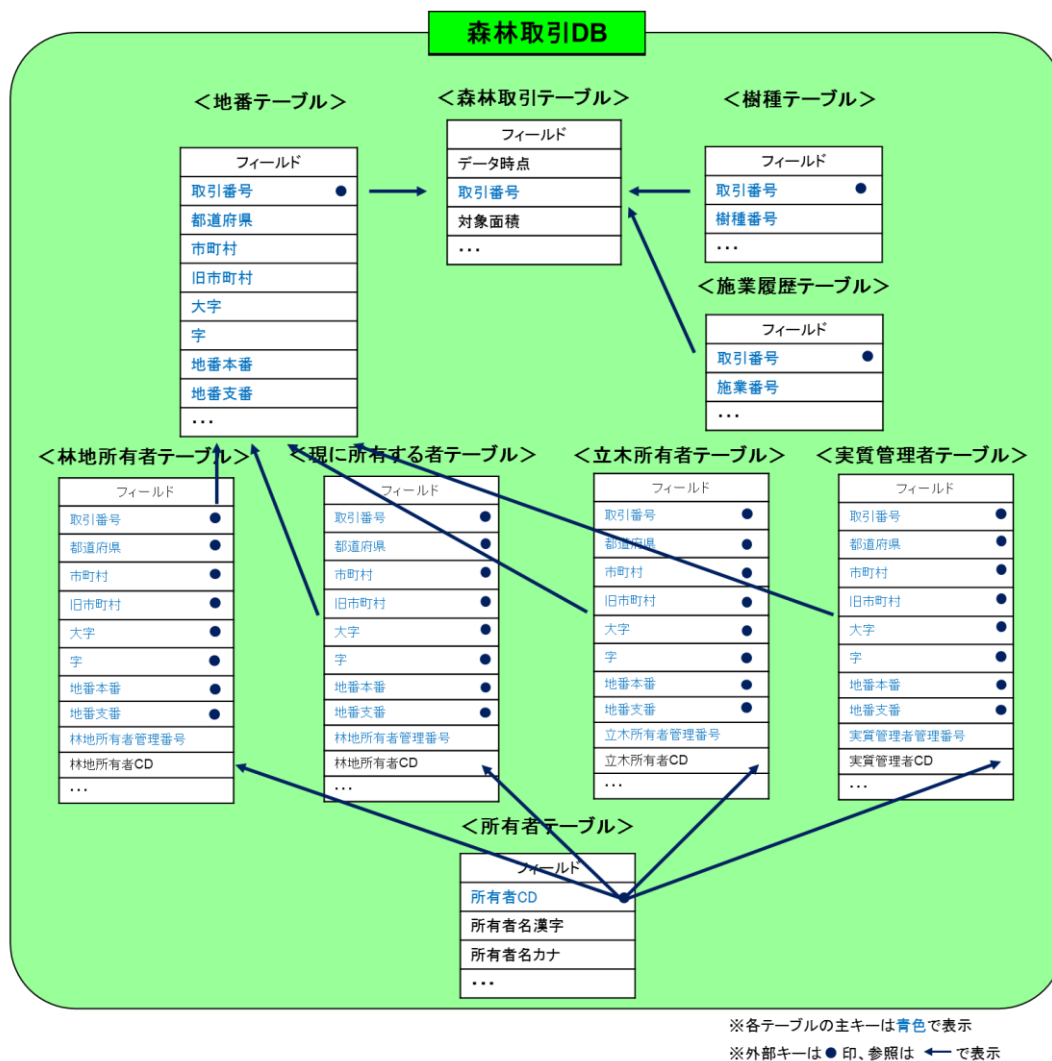 森林取引DB
＜地番テーブル＞
フィールド
取引番号 ●
都道府県
市町村
旧市町村
大字
字
地番本番
地番支番
･･･
＜森林取引テーブル＞
フィールド
データ時点
取引番号
対象面積
･･･
＜樹種テーブル＞
フィールド
取引番号 ●
樹種番号
･･･
＜施業履歴テーブル＞
フィールド
取引番号 ●
施業番号
･･･
＜林地所有者テーブル＞
フィールド
取引番号 ●
都道府県 ●
市町村 ●
旧市町村 ●
大字 ●
字 ●
地番本番 ●
地番支番 ●
林地所有者管理番号
林地所有者CD
･･･
＜現に所有する者テーブル＞
フィールド
取引番号 ●
都道府県 ●
市町村 ●
旧市町村 ●
大字 ●
字 ●
地番本番 ●
地番支番 ●
林地所有者管理番号
林地所有者CD
･･･
＜立木所有者テーブル＞
フィールド
取引番号 ●
都道府県 ●
市町村 ●
旧市町村 ●
大字 ●
字 ●
地番本番 ●
地番支番 ●
立木所有者管理番号
立木所有者CD
･･･
＜実質管理者テーブル＞
フィールド
取引番号 ●
都道府県 ●
市町村 ●
旧市町村 ●
大字 ●
字 ●
地番本番 ●
地番支番 ●
実質管理者管理番号
実質管理者CD
･･･
＜所有者テーブル＞
フィールド
所有者CD ●
所有者名漢字
所有者名カナ
･･･
※各テーブルの主キーは青色で表示
※外部キーは●印、参照は ← で表示